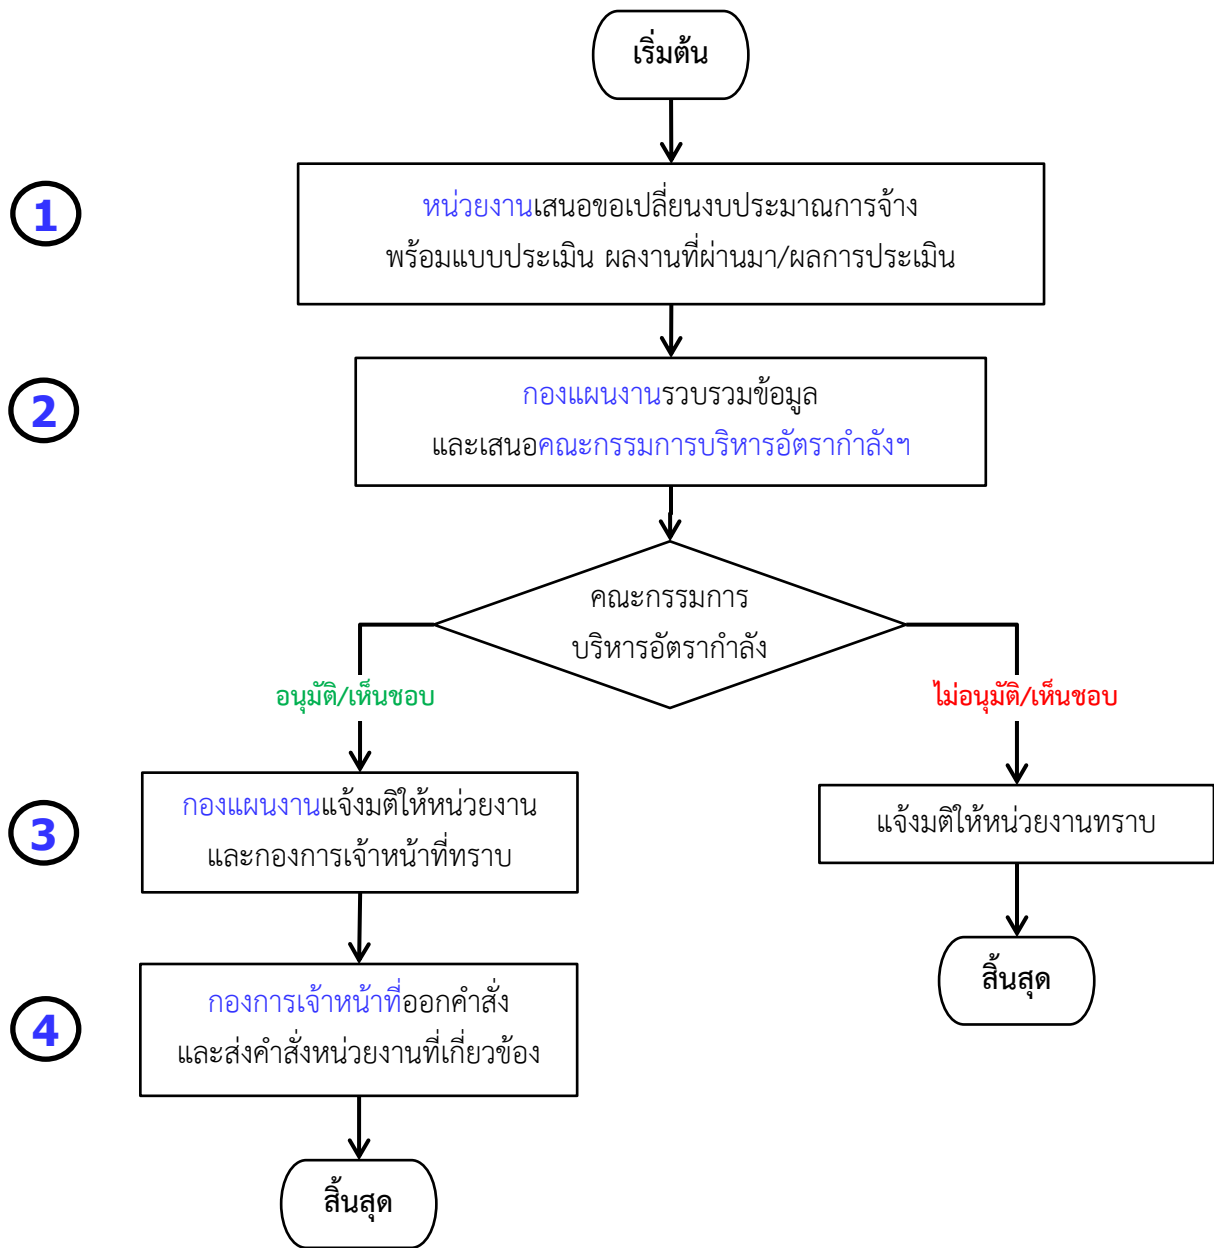 เริ่มต้น
1
หน่วยงานเสนอขอเปลี่ยนงบประมาณการจ้าง
พร้อมแบบประเมิน ผลงานที่ผ่านมา/ผลการประเมิน
2
กองแผนงานรวบรวมข้อมูล
และเสนอคณะกรรมการบริหารอัตรากำลังฯ
คณะกรรมการ
บริหารอัตรากำลัง
อนุมัติ/เห็นชอบ
ไม่อนุมัติ/เห็นชอบ
3
กองแผนงานแจ้งมติให้หน่วยงาน
และกองการเจ้าหน้าที่ทราบ
แจ้งมติให้หน่วยงานทราบ
สิ้นสุด
4
กองการเจ้าหน้าที่ออกคำสั่ง
และส่งคำสั่งหน่วยงานที่เกี่ยวข้อง
สิ้นสุด